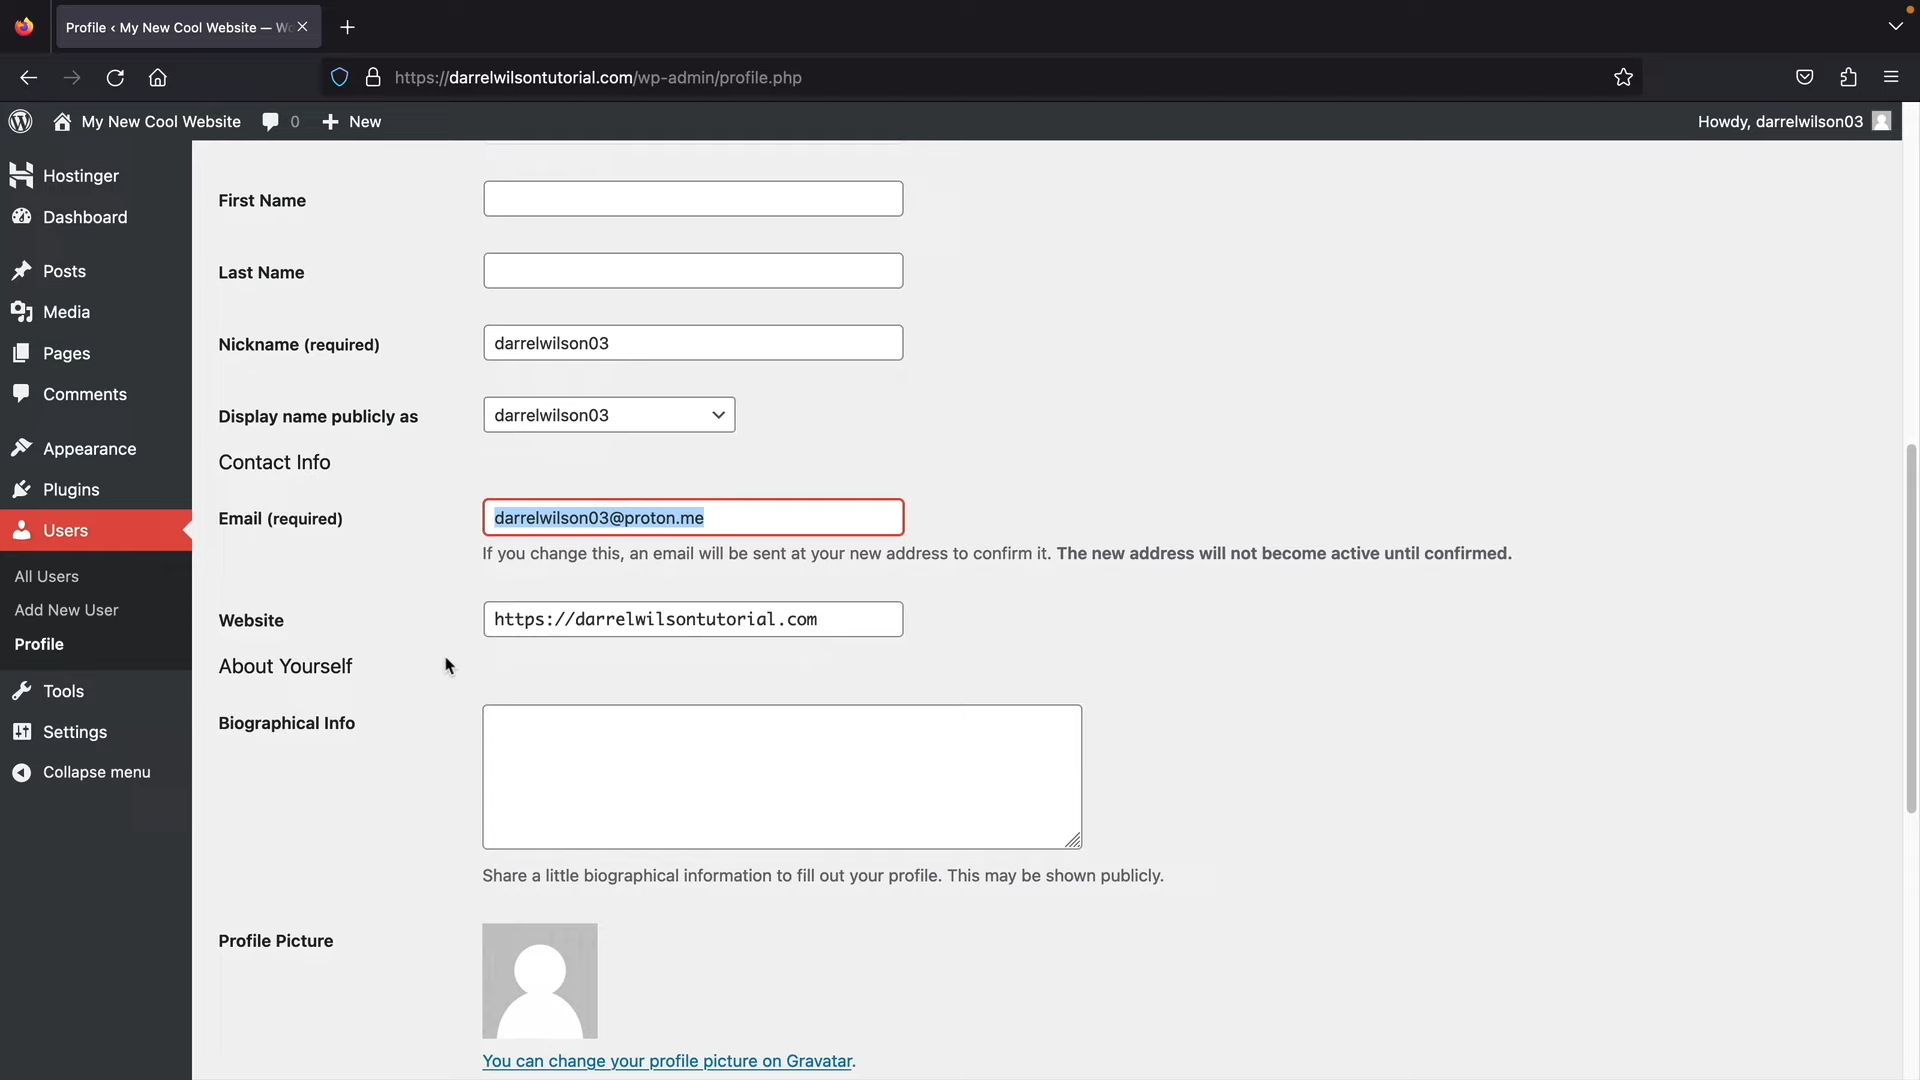 Profile ‹ My New Cool Website — Wo
https://darrelwilsontutorial.com/wp-admin/profile.php
My New Cool Website 0 New
Howdy, darrelwilson03
Hostinger
Dashboard
Posts
Media
Pages
Comments
Appearance
Plugins
Users
All Users
Add New User
Profile
Tools
Settings
Collapse menu
First Name
Last Name
Nickname (required) darrelwilson03
Display name publicly as darrelwilson03
Contact Info
Email (required) darrelwilson03@proton.me
If you change this, an email will be sent at your new address to confirm it. The new address will not become active until confirmed.
Website https://darrelwilsontutorial.com
About Yourself
Biographical Info
Share a little biographical information to fill out your profile. This may be shown publicly.
Profile Picture
You can change your profile picture on Gravatar.